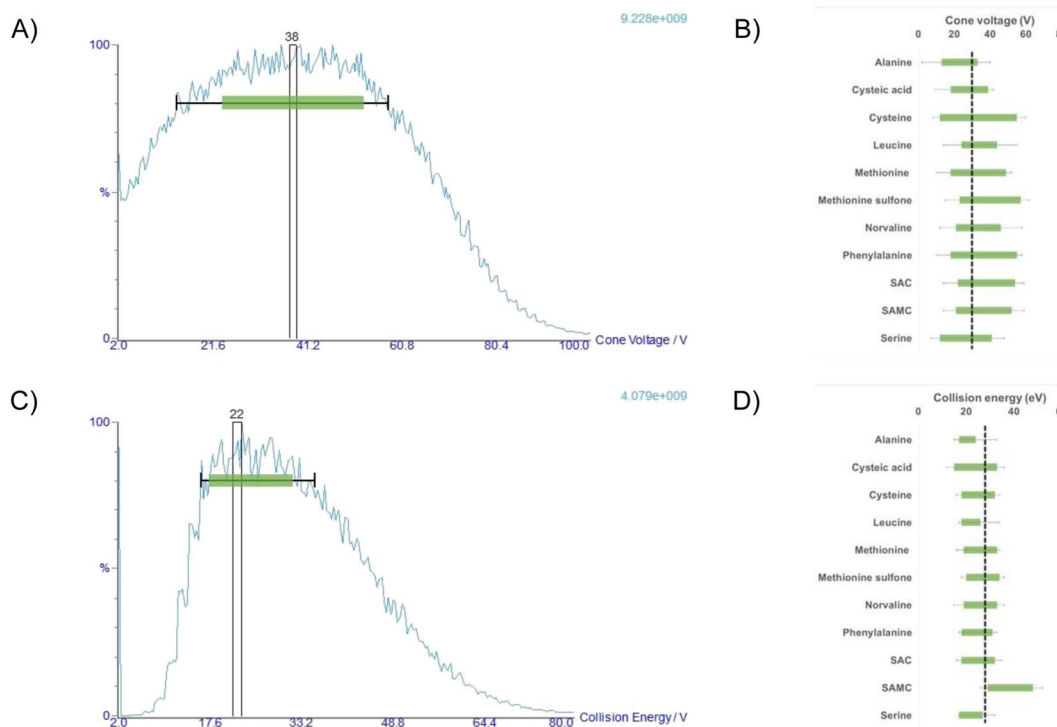 A)
9.228e+009
38
100
%
0
2.0 21.6 41.2 60.8 80.4 100.0 Cone Voltage / V
B)
Cone voltage (V)
0 20 40 60
Alanine
Cysteic acid
Cysteine
Leucine
Methionine
Methionine sulfone
Norvaline
Phenylalanine
SAC
SAMC
Serine
C)
4.079e+009
22
100
%
0
2.0 17.6 33.2 48.8 64.4 80.0 Collision Energy / V
D)
Collision energy (eV)
0 20 40
Alanine
Cysteic acid
Cysteine
Leucine
Methionine
Methionine sulfone
Norvaline
Phenylalanine
SAC
SAMC
Serine